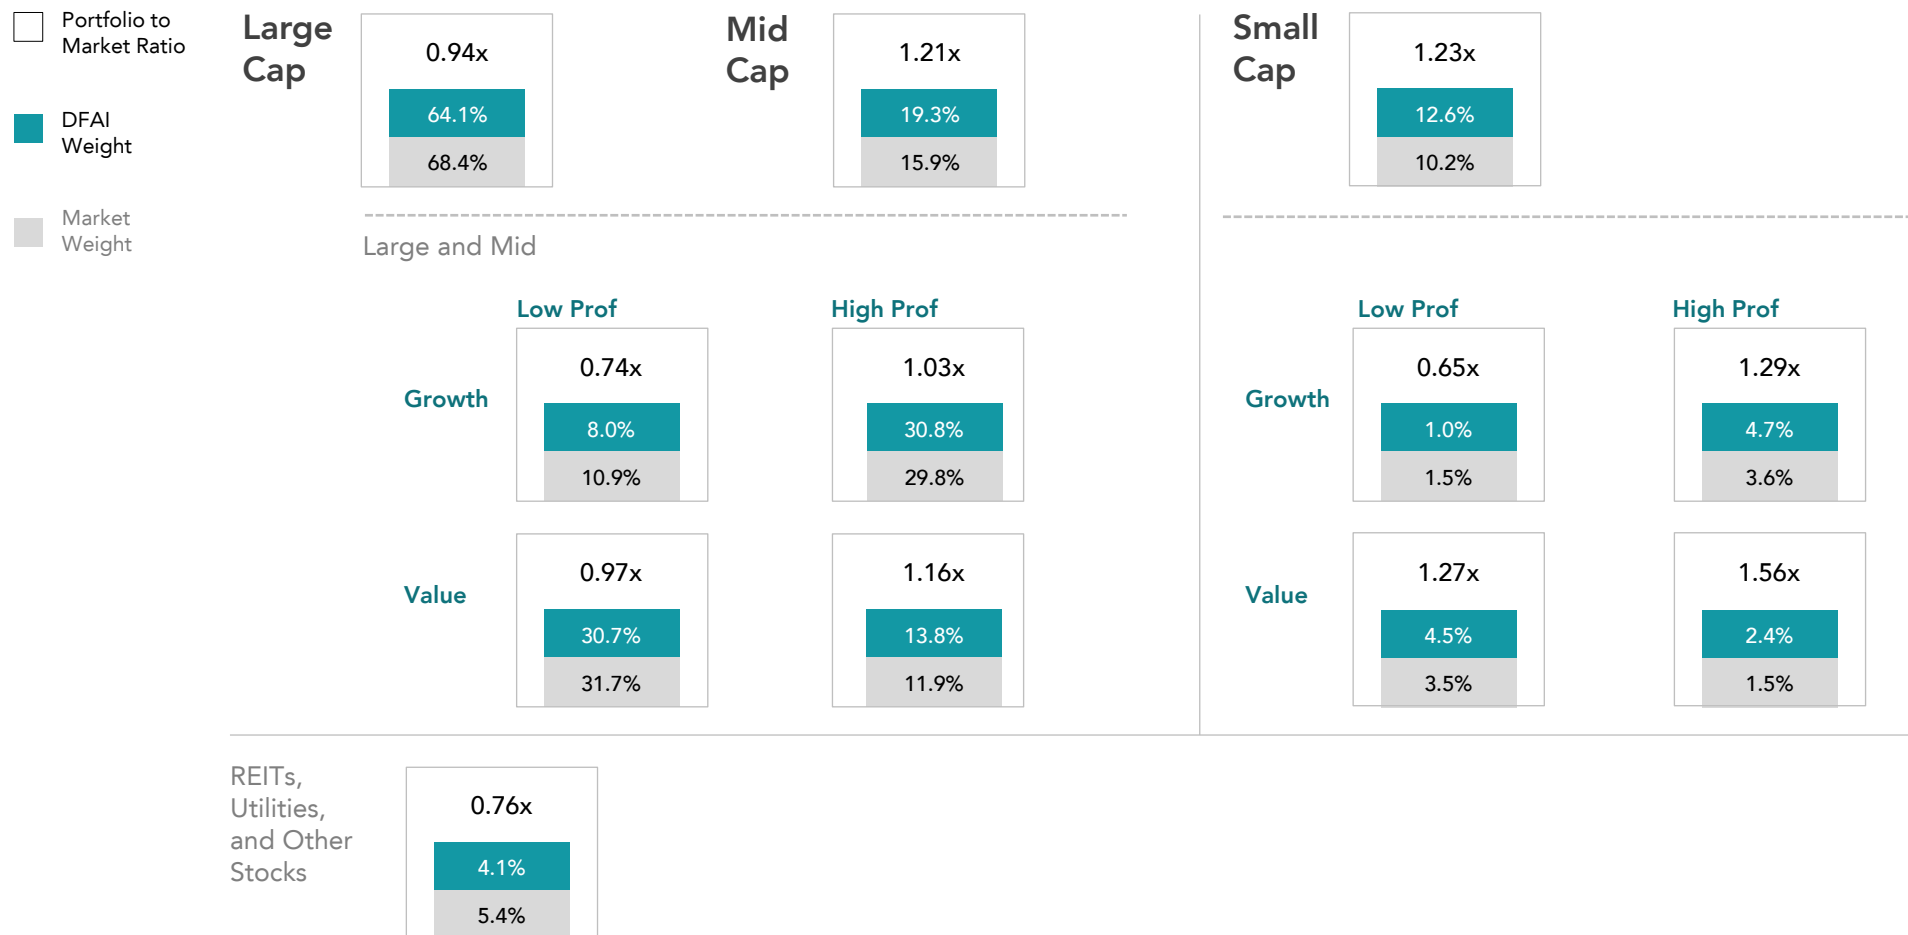 Portfolio to
Market Ratio
DFAI
Weight
Market
Weight
Large
Cap
0.94x
64.1%
68.4%
Mid
Cap
1.21x
19.3%
15.9%
Small
Cap
1.23x
12.6%
10.2%
Large and Mid
Low Prof
High Prof
Growth
0.74x
8.0%
10.9%
1.03x
30.8%
29.8%
Value
0.97x
30.7%
31.7%
1.16x
13.8%
11.9%
Low Prof
High Prof
Growth
0.65x
1.0%
1.5%
1.29x
4.7%
3.6%
Value
1.27x
4.5%
3.5%
1.56x
2.4%
1.5%
REITs,
Utilities,
and Other
Stocks
0.76x
4.1%
5.4%